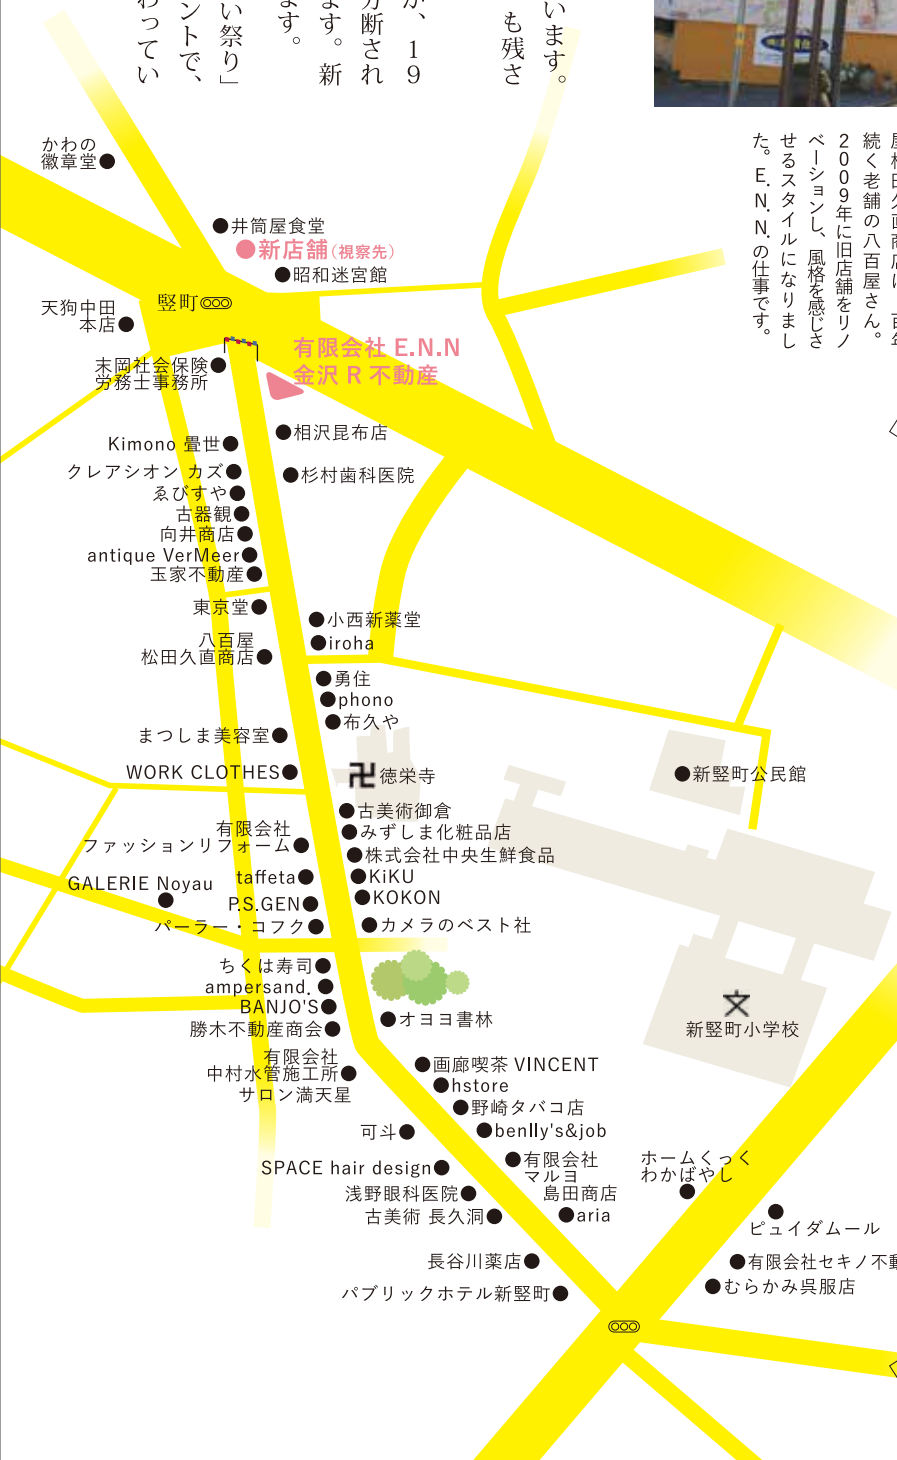 います。
も残さ
が、１９
分断され
ます。新
ます。
い祭り」
ントで、
わってい
続く老舗の八百屋さん。
2009年に旧店舗をリノ
ベーションし、風格を感じさ
せるスタイルになりまし
た。E.N.N.の仕事です。
かわの
徽章堂
井筒屋食堂
新店舗(視察先)
昭和迷宮館
竪町
天狗中田
本店
有限会社 E.N.N
金沢 R 不動産
末岡社会保険
労務士事務所
相沢昆布店
Kimono 畳世
クレアシオン カズ
杉村歯科医院
ゑびすや
古器観
向井商店
antique VerMeer
玉家不動産
東京堂
小西新薬堂
八百屋
松田久直商店
iroha
勇住
phono
布久や
まつしま美容室
WORK CLOTHES
卍徳栄寺
新竪町公民館
古美術御倉
有限会社
ファッションリフォーム
みずしま化粧品店
株式会社中央生鮮食品
taffeta
KiKU
GALERIE Noyau
P.S.GEN
KOKON
パーラー・コフク
カメラのベスト社
ちくは寿司
ampersand.
BANJO'S
勝木不動産商会
オヨヨ書林
文
新竪町小学校
有限会社
中村水管施工所
サロン満天星
画廊喫茶 VINCENT
hstore
野崎タバコ店
可斗
benlly's&job
SPACE hair design
有限会社
マルヨ
島田商店
ホームくっく
わかばやし
浅野眼科医院
古美術 長久洞
aria
ピュイダムール
長谷川薬店
有限会社セキノ不動
むらかみ呉服店
パブリックホテル新竪町